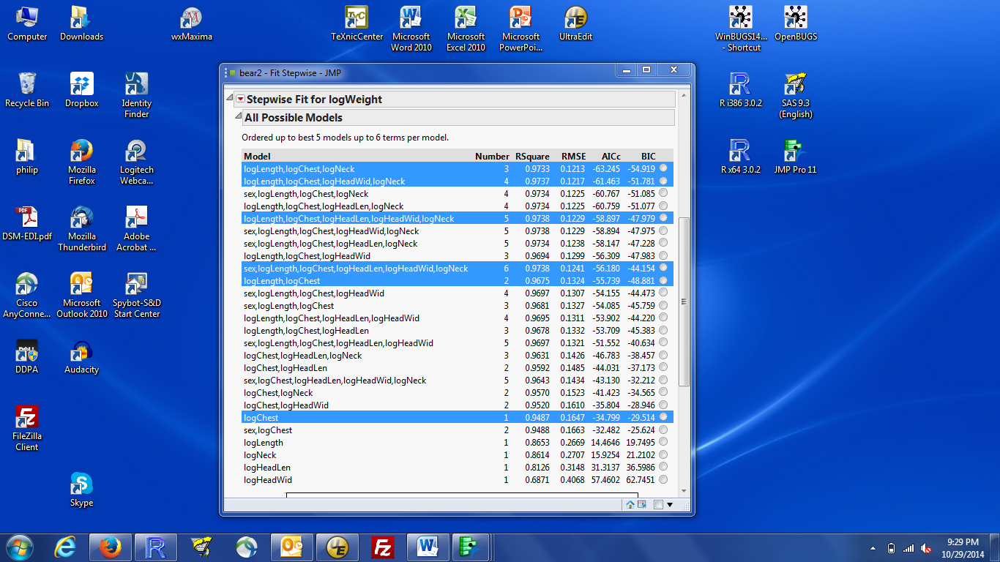 Computer
Downloads
wxMaxima
TeXnicCenter
Microsoft
Word 2010
Microsoft
Excel 2010
Microsoft
PowerPoi...
UltraEdit
WinBUGS14...
- Shortcut
OpenBUGS
Recycle Bin
Dropbox
Identity
Finder
R i386 3.0.2
SAS 9.3
(English)
philip
Mozilla
Firefox
Logitech
Webca...
R x64 3.0.2
JMP Pro 11
DSM-EDI.pdf
Mozilla
Thunderbird
Adobe
Acrobat ...
Cisco
AnyConne...
Microsoft
Outlook 2010
Spybot-S&D
Start Center
DDPA
Audacity
FileZilla
Client
Skype
bear2 - Fit Stepwise - JMP
Stepwise Fit for logWeight
All Possible Models
Ordered up to best 5 models up to 6 terms per model.
Model Number RSquare RMSE AICc BIC
logLength,logChest,logNeck 3 0.9733 0.1213 -63.245 -54.919
logLength,logChest,logHeadWid,logNeck 4 0.9737 0.1217 -61.463 -51.781
sex,logLength,logChest,logNeck 4 0.9734 0.1225 -60.767 -51.085
logLength,logChest,logHeadLen,logNeck 4 0.9734 0.1225 -60.759 -51.077
logLength,logChest,logHeadLen,logHeadWid,logNeck 5 0.9738 0.1229 -58.897 -47.979
sex,logLength,logChest,logHeadWid,logNeck 5 0.9738 0.1229 -58.894 -47.975
sex,logLength,logChest,logHeadLen,logNeck 5 0.9734 0.1238 -58.147 -47.228
logLength,logChest,logHeadWid 3 0.9694 0.1299 -56.309 -47.983
sex,logLength,logChest,logHeadLen,logHeadWid,logNeck 6 0.9738 0.1241 -56.180 -44.154
logLength,logChest 2 0.9675 0.1324 -55.739 -48.881
sex,logLength,logChest,logHeadWid 4 0.9697 0.1307 -54.155 -44.473
sex,logLength,logChest 3 0.9681 0.1327 -54.085 -45.759
logLength,logChest,logHeadLen,logHeadWid 4 0.9695 0.1311 -53.902 -44.220
logLength,logChest,logHeadLen 3 0.9678 0.1332 -53.709 -45.383
sex,logLength,logChest,logHeadLen,logHeadWid 5 0.9697 0.1321 -51.552 -40.634
logChest,logHeadLen,logNeck 3 0.9631 0.1426 -46.783 -38.457
logChest,logHeadLen 2 0.9592 0.1485 -44.031 -37.173
sex,logChest,logHeadLen,logHeadWid,logNeck 5 0.9643 0.1434 -43.130 -32.212
logChest,logNeck 2 0.9570 0.1523 -41.423 -34.565
logChest,logHeadWid 2 0.9520 0.1610 -35.804 -28.946
logChest 1 0.9487 0.1647 -34.799 -29.514
sex,logChest 2 0.9488 0.1663 -32.482 -25.624
logLength 1 0.8653 0.2669 14.4646 19.7495
logNeck 1 0.8614 0.2707 15.9254 21.2102
logHeadLen 1 0.8126 0.3148 31.3137 36.5986
logHeadWid 1 0.6871 0.4068 57.4602 62.7451
9:29 PM
10/29/2014